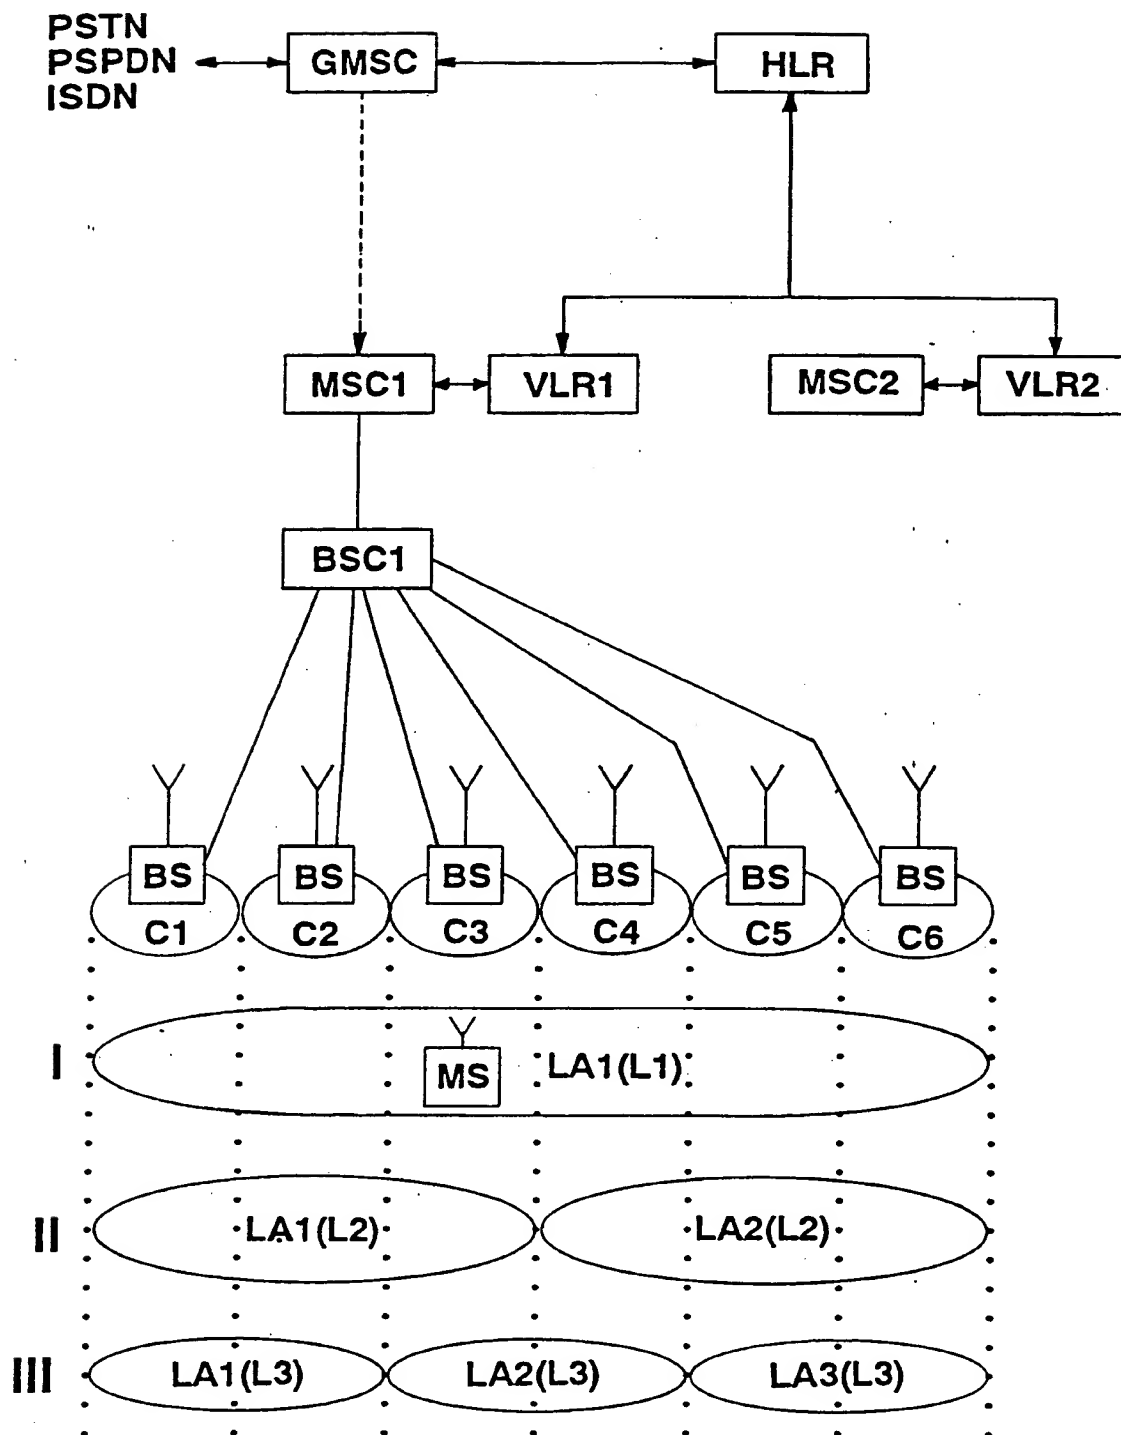 PSTN
PSPDN
ISDN
GMSC
HLR
MSC1
VLR1
MSC2
VLR2
BSC1
BS
BS
BS
BS
BS
BS
C1
C2
C3
C4
C5
C6
I
MS
LA1(L1)
II
LA1(L2)
LA2(L2)
III
LA1(L3)
LA2(L3)
LA3(L3)